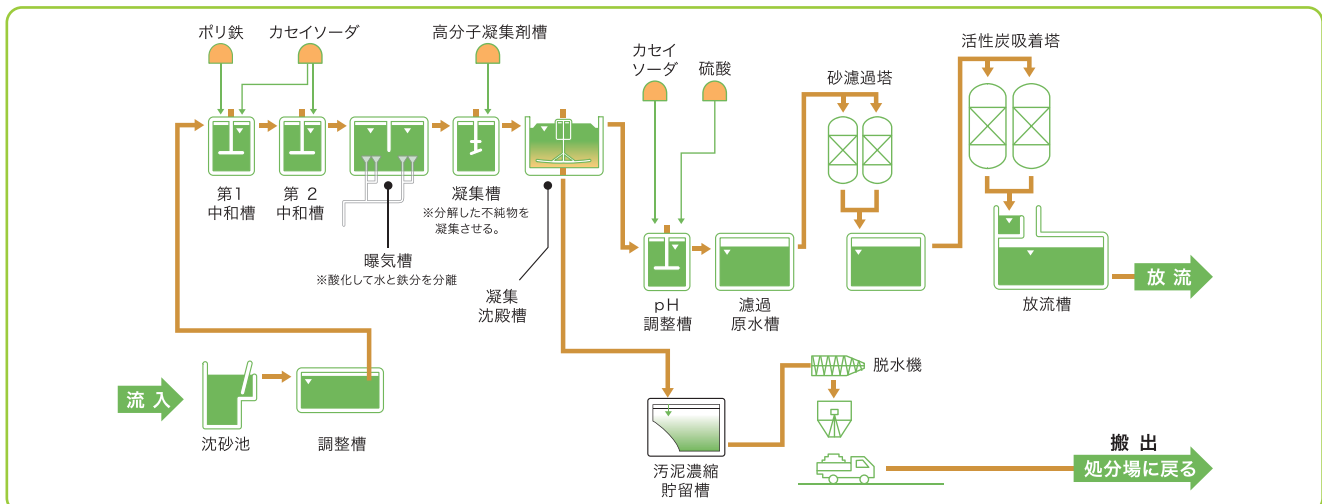 ポリ鉄
カセイソーダ
高分子凝集剤槽
カセイ
ソーダ
硫酸
砂濾過塔
活性炭吸着塔
第1
中和槽
第 2
中和槽
曝気槽
※酸化して水と鉄分を分離
凝集槽
※分解した不純物を
凝集させる。
凝集
沈殿槽
pH
調整槽
濾過
原水槽
放流槽
放 流
流 入
沈砂池
調整槽
汚泥濃縮
貯留槽
脱水機
搬 出
処分場に戻る